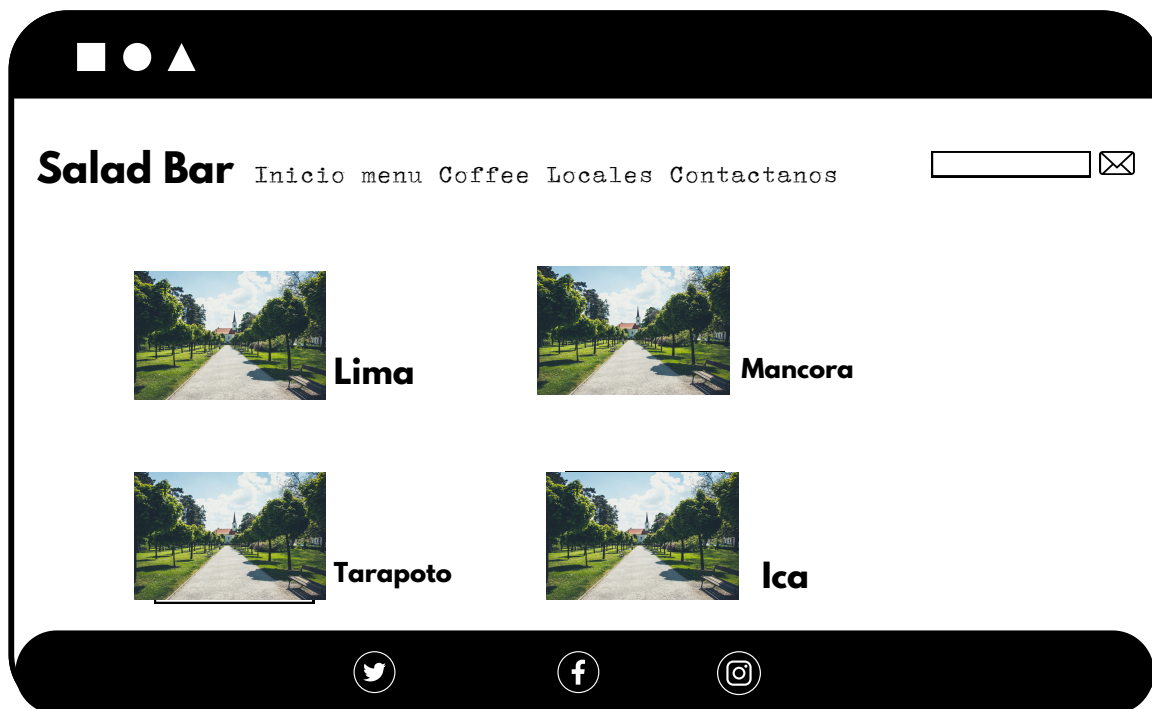 Salad Bar Inicio menu Coffee Locales Contactanos
Lima
Mancora
Tarapoto
Ica